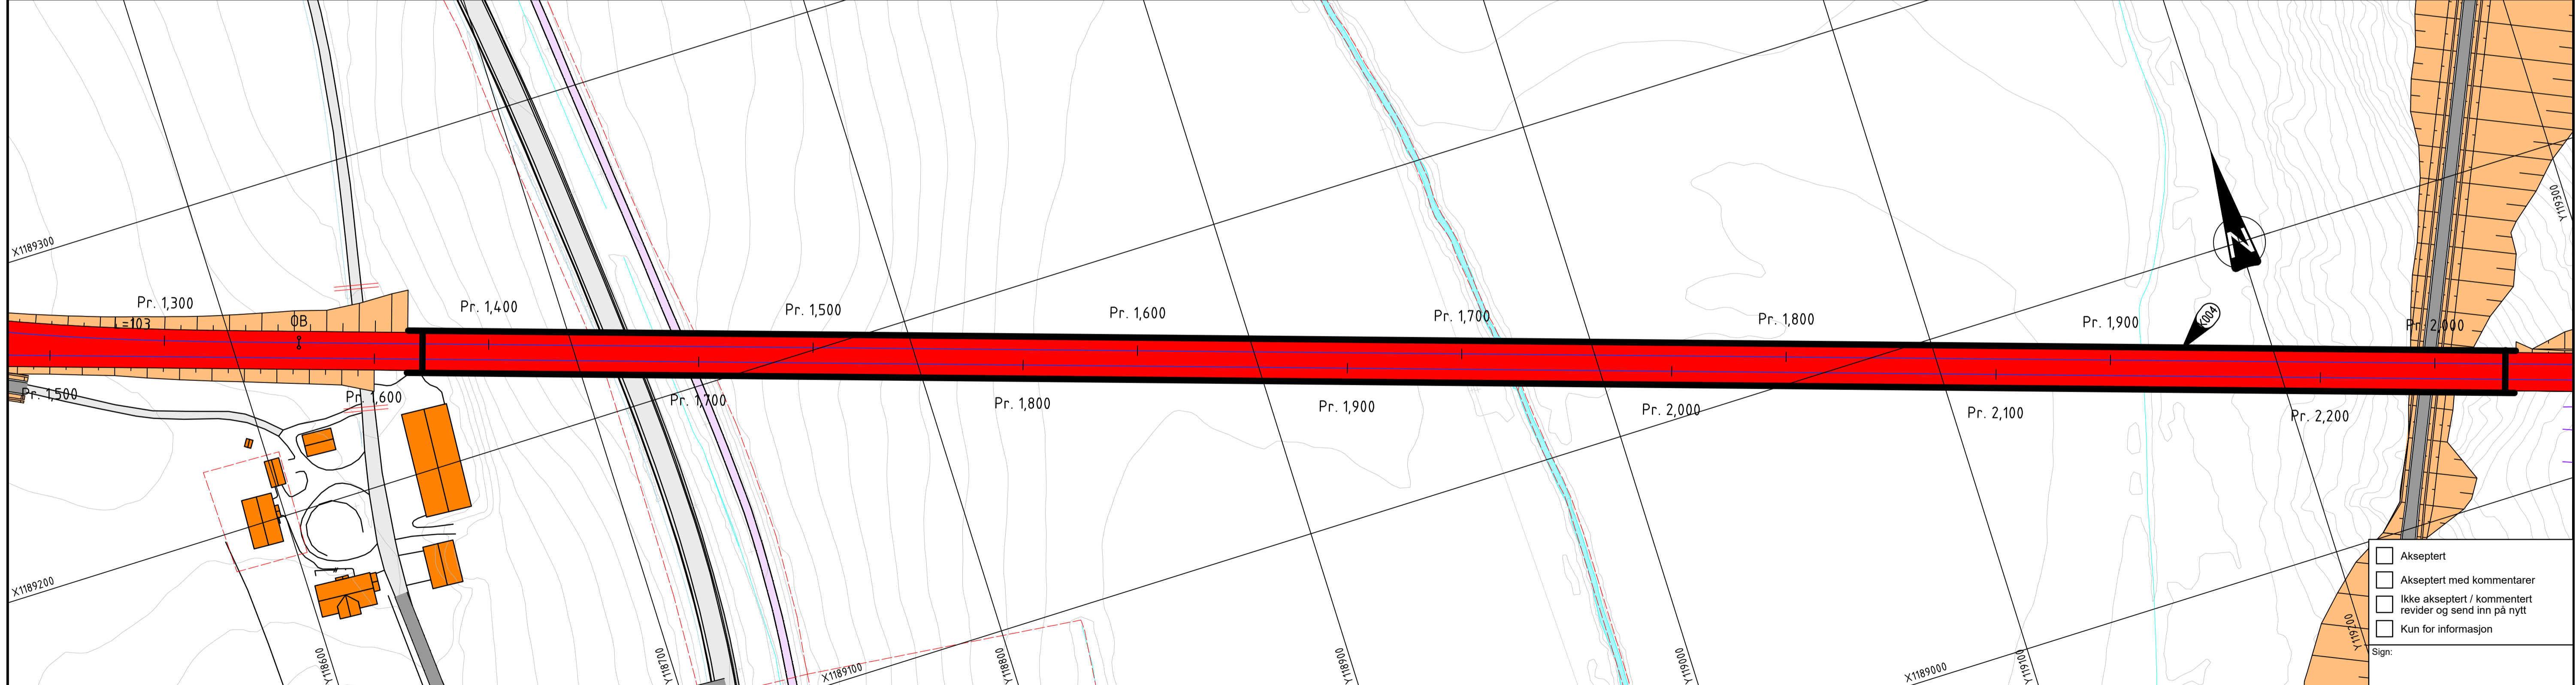 Y119300
X1189300
N
Pr. 1,300
Pr. 1,400
Pr. 1,500
Pr. 1,600
Pr. 1,700
Pr. 1,800
Pr. 1,900
K004
Pr. 2,000
=103
OB
Pr. 1,500
Pr. 1,600
Pr. 1,700
Pr. 1,800
Pr. 1,900
Pr. 2,000
Pr. 2,100
Pr. 2,200
X1189200
Akseptert
Akseptert med kommentarer
Ikke akseptert / kommentert
revider og send inn på nytt
Kun for informasjon
Sign:
Y118600
Y118700
X1189100
Y118800
Y118900
Y119000
X1189000
Y119100
Y119200